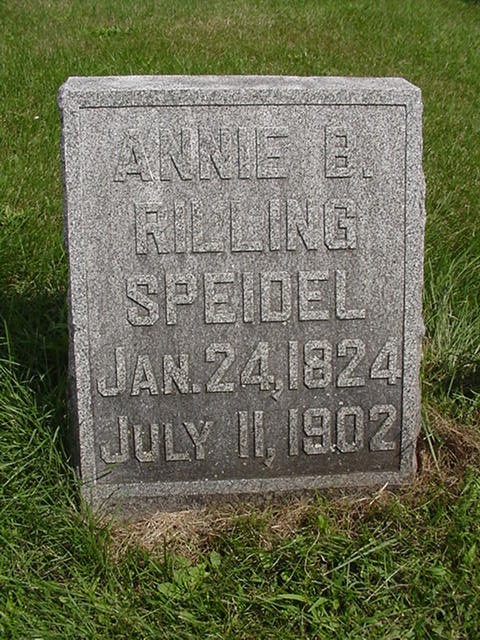 ANNIE B.
RILLING
SPEIDEL
JAN. 24, 1824
JULY 11, 1902